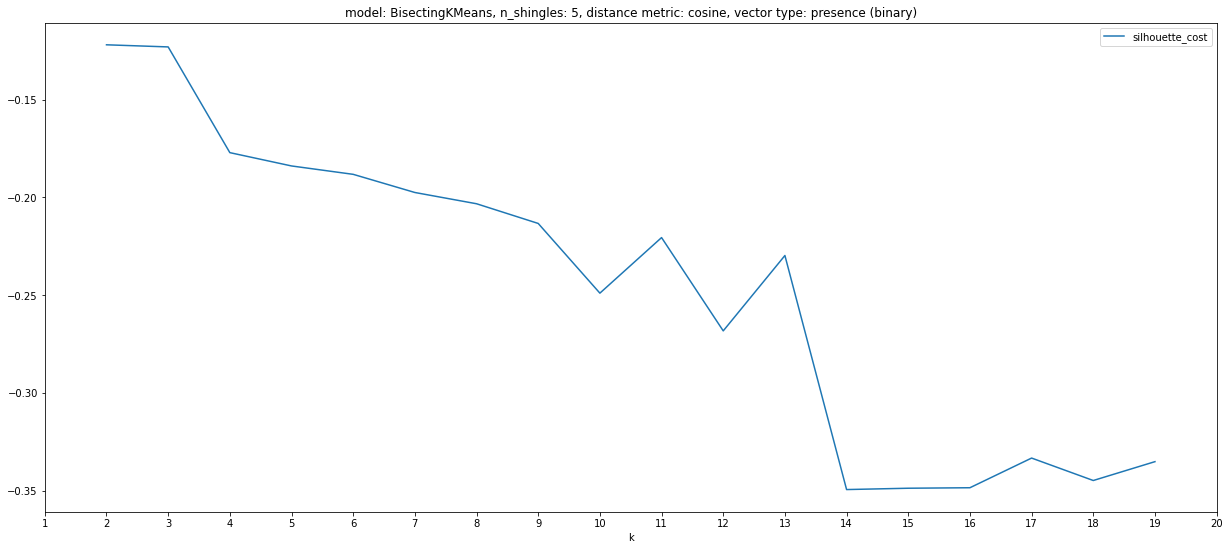 model: BisectingKMeans, n_shingles: 5, distance metric: cosine, vector type: presence (binary)
silhouette_cost
−0.15
−0.20
−0.25
−0.30
−0.35
1 2 3 4 5 6 7 8 9 10 11 12 13 14 15 16 17 18 19 20
k